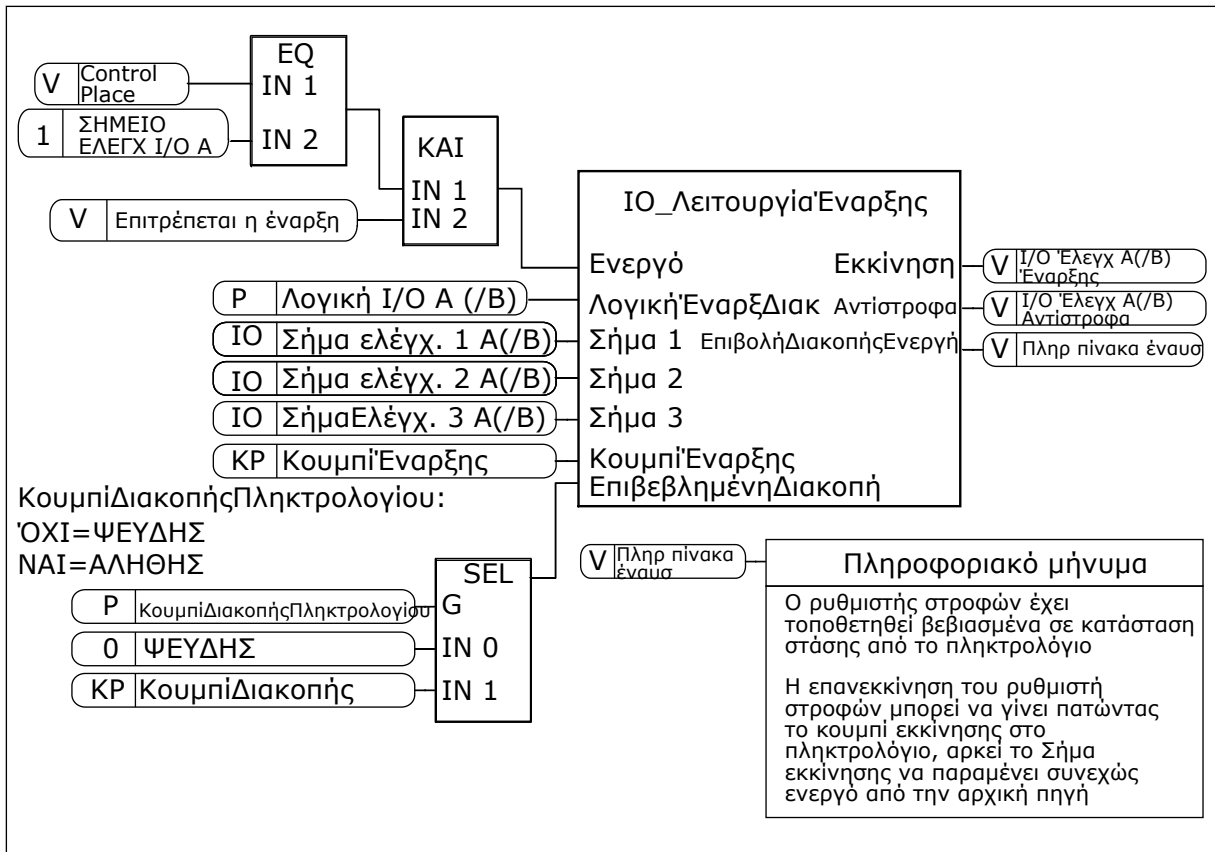 EQ
V Control
Place
IN 1
1 ΣΗΜΕΙΟ
ΕΛΕΓΧ I/O A
IN 2
ΚΑΙ
IN 1
V Επιτρέπεται η έναρξη
IN 2
IO_ΛειτουργίαΈναρξης
Ενεργό
Εκκίνηση
V I/O Έλεγχ A(/B)
Έναρξης
P Λογική I/O A (/B)
ΛογικήΈναρξΔιακ
Αντίστροφα
V I/O Έλεγχ A(/B)
Αντίστροφα
IO Σήμα ελέγχ. 1 A(/B)
Σήμα 1
ΕπιβολήΔιακοπήςΕνεργή
V Πληρ πίνακα έναυσ
IO Σήμα ελέγχ. 2 A(/B)
Σήμα 2
IO ΣήμαΕλέγχ. 3 A(/B)
Σήμα 3
KP ΚουμπίΈναρξης
ΚουμπίΈναρξης
ΕπιβεβλημένηΔιακοπή
ΚουμπίΔιακοπήςΠληκτρολογίου:
ΌΧΙ=ΨΕΥΔΗΣ
ΝΑΙ=ΑΛΗΘΗΣ
SEL
P ΚουμπίΔιακοπήςΠληκτρολογίου
G
0 ΨΕΥΔΗΣ
IN 0
KP ΚουμπίΔιακοπής
IN 1
V Πληρ πίνακα
έναυσ
Πληροφοριακό μήνυμα
Ο ρυθμιστής στροφών έχει
τοποθετηθεί βεβιασμένα σε κατάσταση
στάσης από το πληκτρολόγιο
Η επανεκκίνηση του ρυθμιστή
στροφών μπορεί να γίνει πατώντας
το κουμπί εκκίνησης στο
πληκτρολόγιο, αρκεί το Σήμα
εκκίνησης να παραμένει συνεχώς
ενεργό από την αρχική πηγή